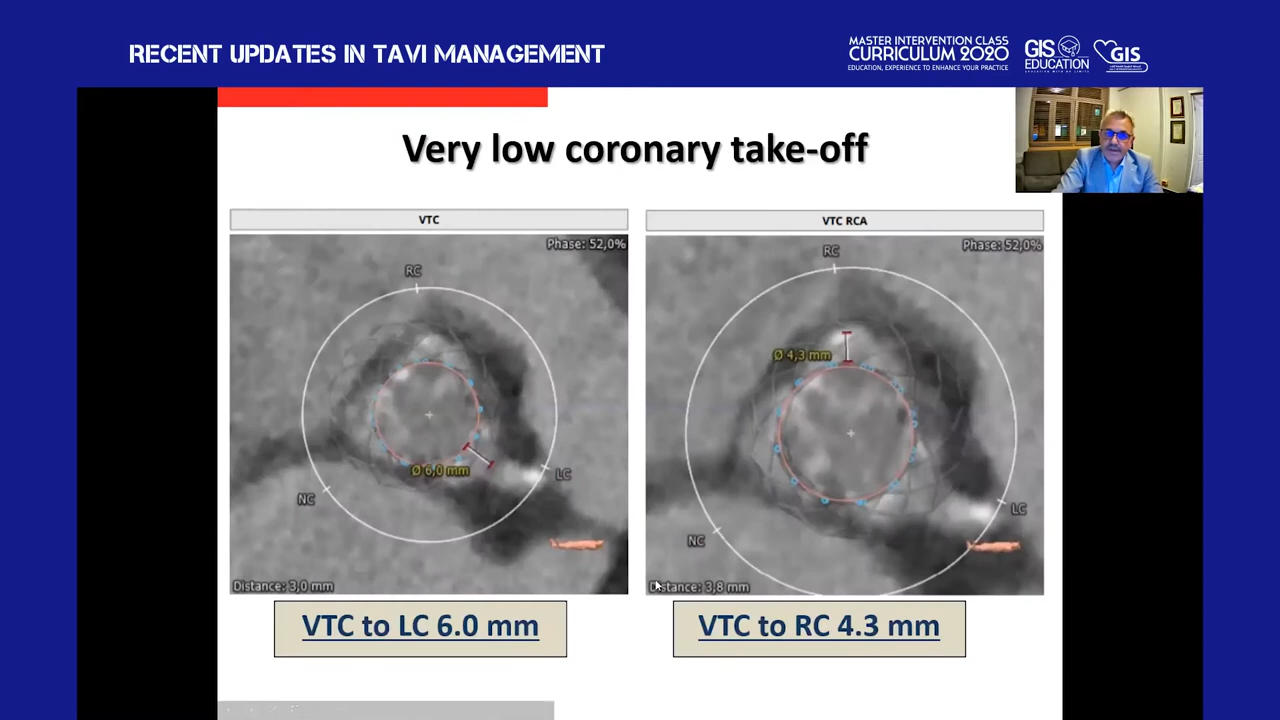 RECENT UPDATES IN TAVI MANAGEMENT
MASTER INTERVENTION CLASS
CURRICULUM 2020
EDUCATION, EXPERIENCE TO ENHANCE YOUR PRACTICE
GIS
EDUCATION
GIS
Very low coronary take-off
VTC
VTC RCA
Phase: 52,0%
RC
Ø 6,0 mm
LC
NC
Distance: 3,0 mm
Phase: 52,0%
RC
Ø 4,3 mm
LC
NC
Distance: 3,8 mm
VTC to LC 6.0 mm
VTC to RC 4.3 mm